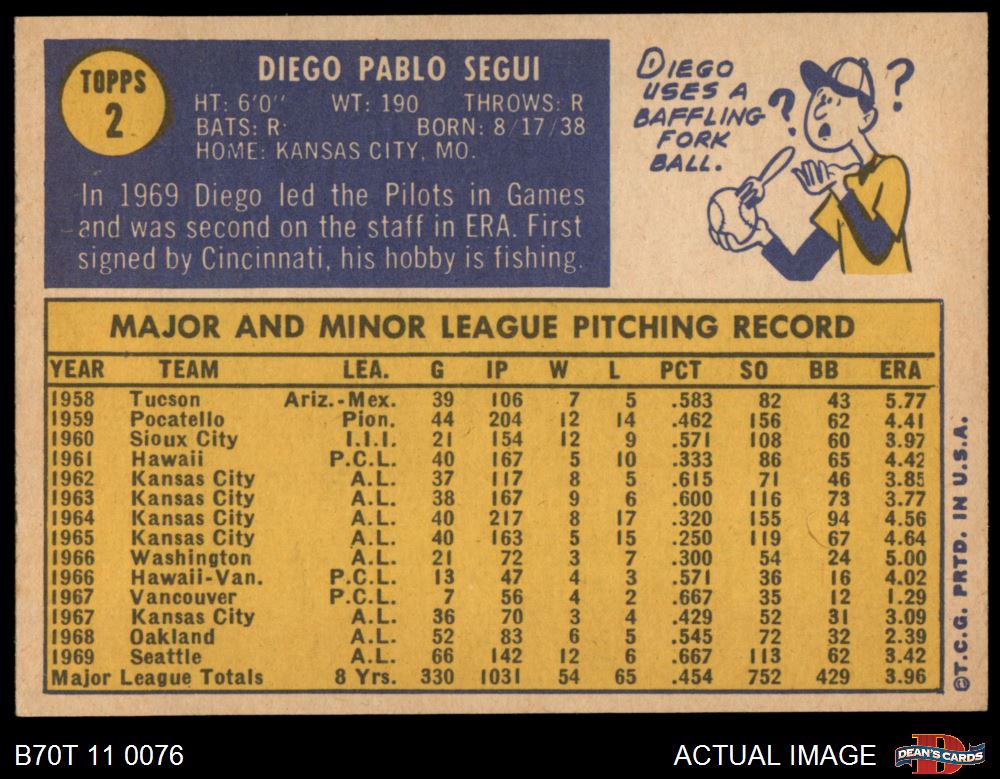 TOPPS
2
DIEGO PABLO SEGUI
HT: 6'0" WT: 190 THROWS: R
BATS: R BORN: 8/17/38
HOME: KANSAS CITY, MO.
In 1969 Diego led the Pilots in Games
and was second on the staff in ERA. First
signed by Cincinnati, his hobby is fishing.
DIEGO
USES A
BAFFLING
FORK
BALL.
? ?
MAJOR AND MINOR LEAGUE PITCHING RECORD
YEAR TEAM LEA. G IP W L PCT SO BB ERA
1958 Tucson Ariz.-Mex. 39 106 7 5 .583 82 43 5.77
1959 Pocatello Pion. 44 204 12 14 .462 156 62 4.41
1960 Sioux City I.I.I. 21 154 12 9 .571 108 60 3.97
1961 Hawaii P.C.L. 40 167 5 10 .333 86 65 4.42
1962 Kansas City A.L. 37 117 8 5 .615 71 46 3.85
1963 Kansas City A.L. 38 167 9 6 .600 116 73 3.77
1964 Kansas City A.L. 40 217 8 17 .320 155 94 4.56
1965 Kansas City A.L. 40 163 5 15 .250 119 67 4.64
1966 Washington A.L. 21 72 3 7 .300 54 24 5.00
1966 Hawaii-Van. P.C.L. 13 47 4 3 .571 36 16 4.02
1967 Vancouver P.C.L. 7 56 4 2 .667 35 12 1.29
1967 Kansas City A.L. 36 70 3 4 .429 52 31 3.09
1968 Oakland A.L. 52 83 6 5 .545 72 32 2.39
1969 Seattle A.L. 66 142 12 6 .667 113 62 3.42
Major League Totals 8 Yrs. 330 1031 54 65 .454 752 429 3.96
©T.C.G. PRTD. IN U.S.A.
B70T 11 0076
ACTUAL IMAGE
D
DEAN'S CARDS